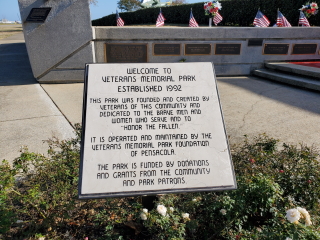 WELCOME TO
VETERANS MEMORIAL PARK
ESTABLISHED 1992
THIS PARK WAS FOUNDED AND CREATED BY
VETERANS OF THIS COMMUNITY AND
DEDICATED TO THE BRAVE MEN AND
WOMEN WHO SERVE AND TO
"HONOR THE FALLEN."
IT IS OPERATED AND MAINTAINED BY THE
VETERANS MEMORIAL PARK FOUNDATION
OF PENSACOLA.
THE PARK IS FUNDED BY DONATIONS
AND GRANTS FROM THE COMMUNITY
AND PARK PATRONS.